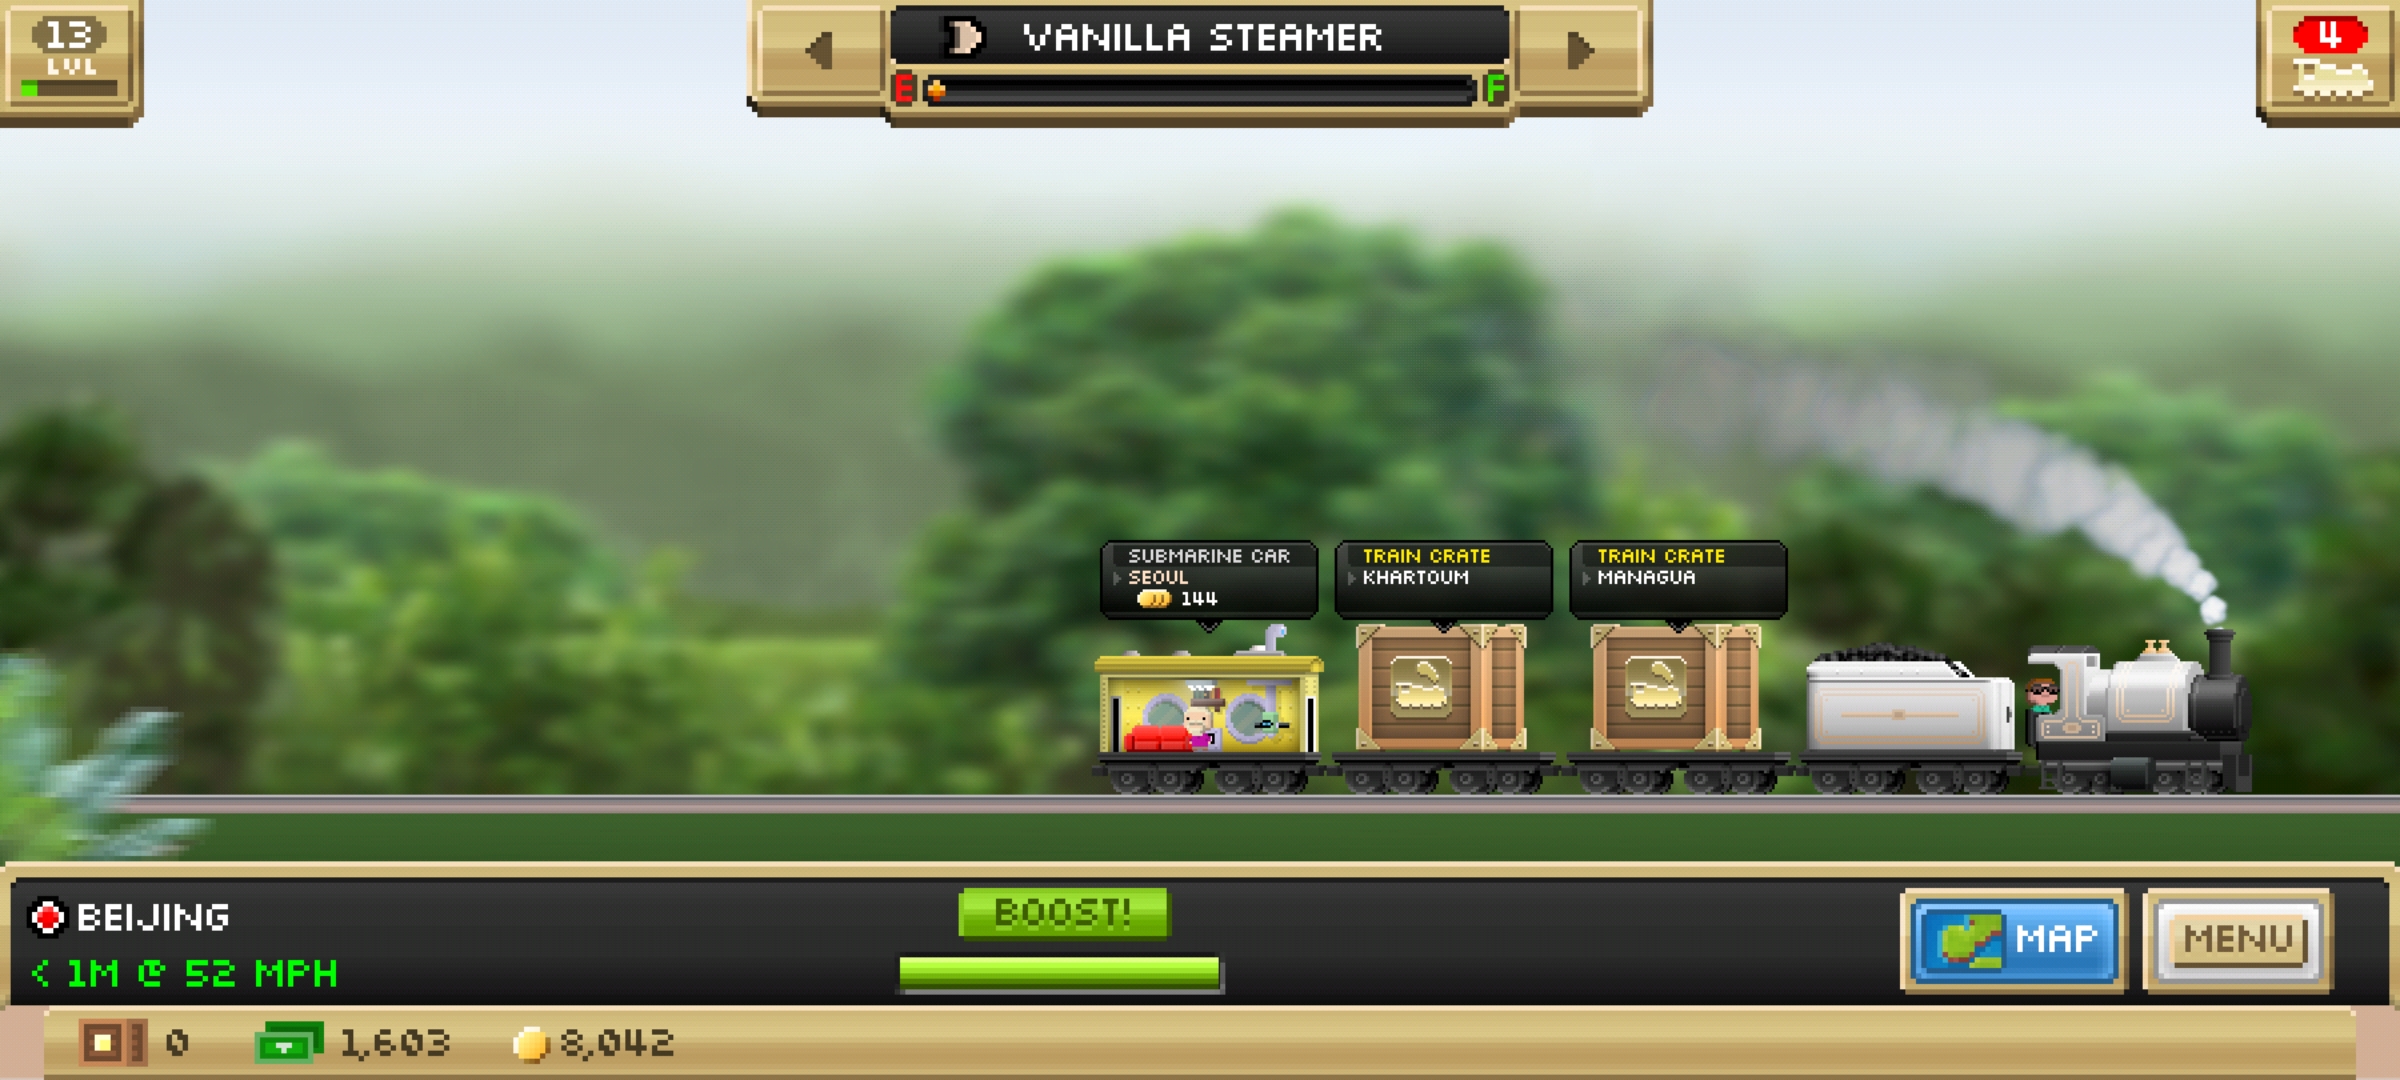 13
LVL
VANILLA STEAMER
E F
4
SUBMARINE CAR
SEOUL
144
TRAIN CRATE
KHARTOUM
TRAIN CRATE
MANAGUA
BEIJING
< 1M @ 52 MPH
BOOST!
MAP
MENU
0
1,603
8,042